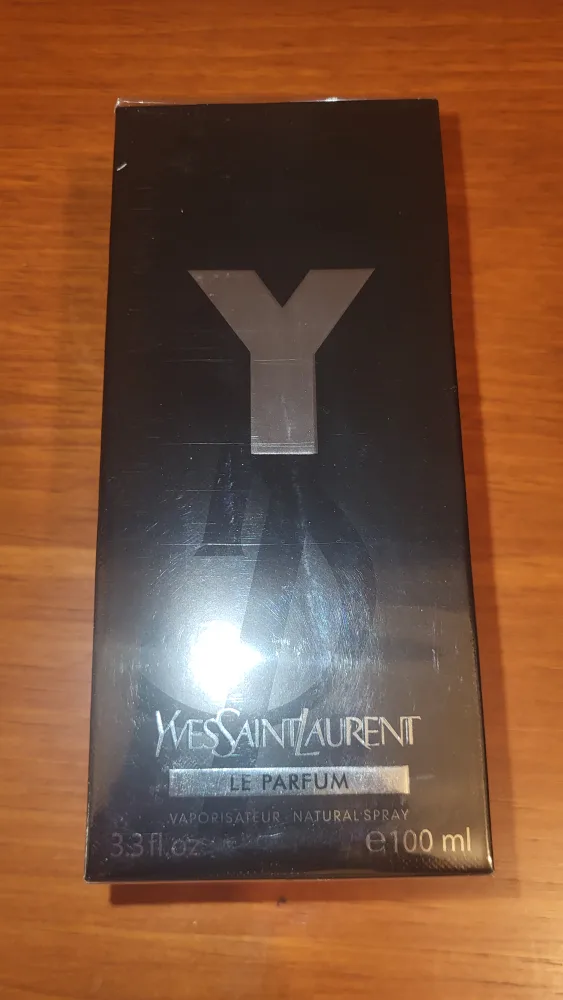 Y
YVESSAINTLAURENT
LE PARFUM
VAPORISATEUR · NATURAL SPRAY
3.3 fl.oz ℮100 ml